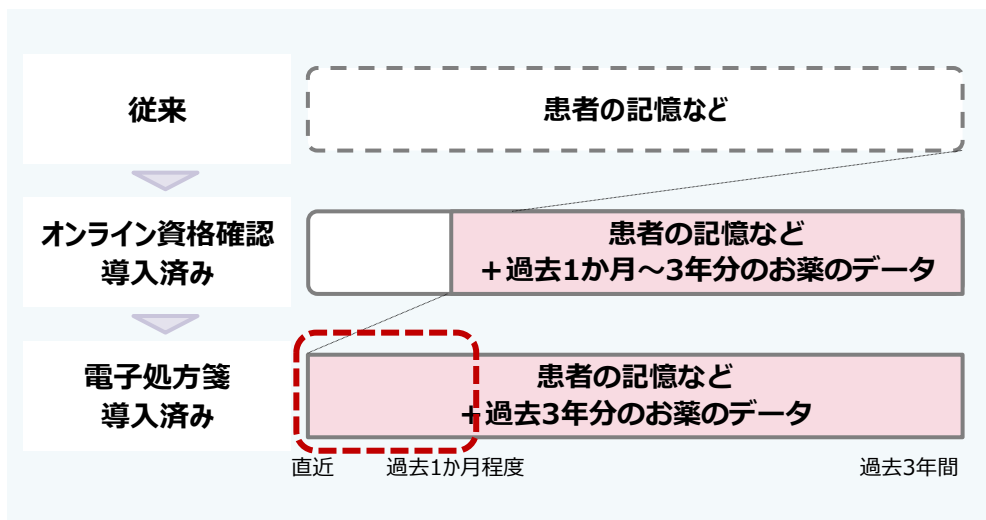 従来
患者の記憶など
オンライン資格確認
導入済み
患者の記憶など
+過去1か月～3年分のお薬のデータ
電子処方箋
導入済み
患者の記憶など
+過去3年分のお薬のデータ
直近
過去1か月程度
過去3年間